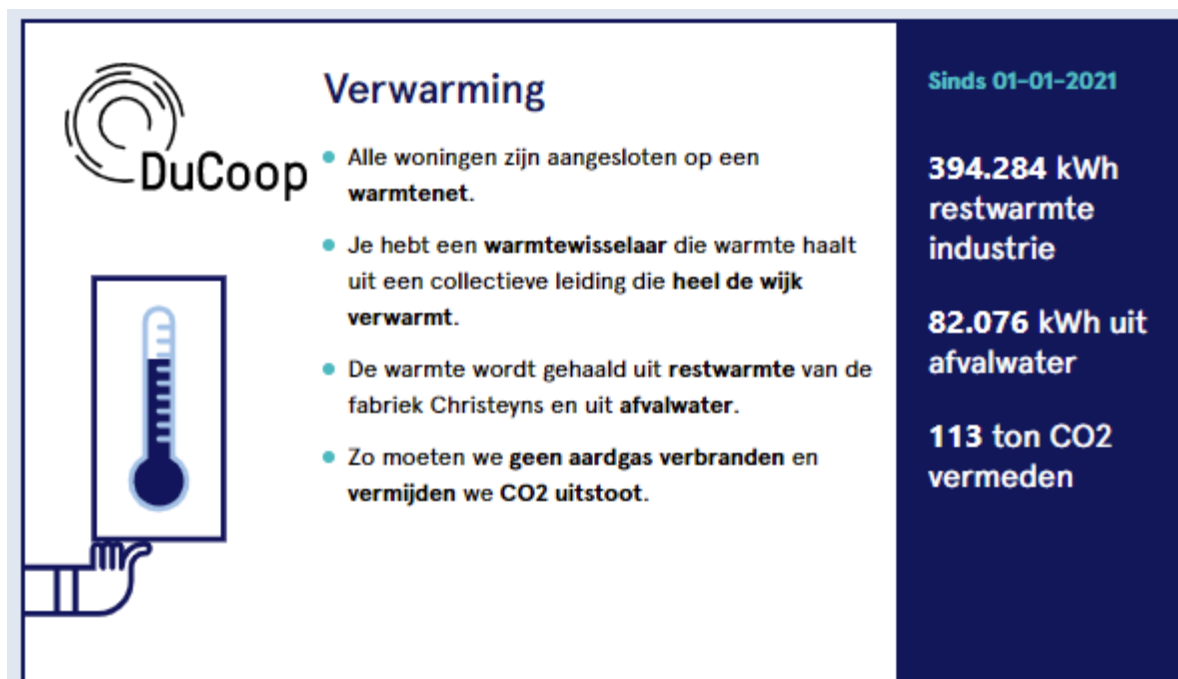 DuCoop
Verwarming
Alle woningen zijn aangesloten op een
warmtenet.
Je hebt een warmtewisselaar die warmte haalt
uit een collectieve leiding die heel de wijk
verwarmt.
De warmte wordt gehaald uit restwarmte van de
fabriek Christeyns en uit afvalwater.
Zo moeten we geen aardgas verbranden en
vermijden we CO2 uitstoot.
Sinds 01-01-2021
394.284 kWh
restwarmte
industrie
82.076 kWh uit
afvalwater
113 ton CO2
vermeden